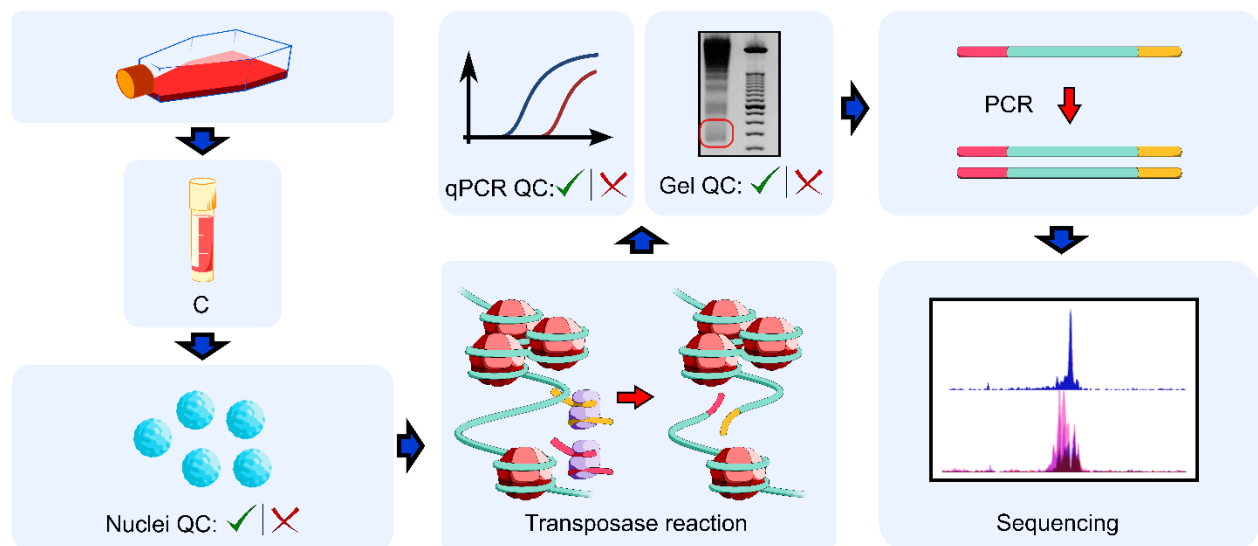 C
Nuclei QC:
Transposase reaction
qPCR QC:
Gel QC:
PCR
Sequencing